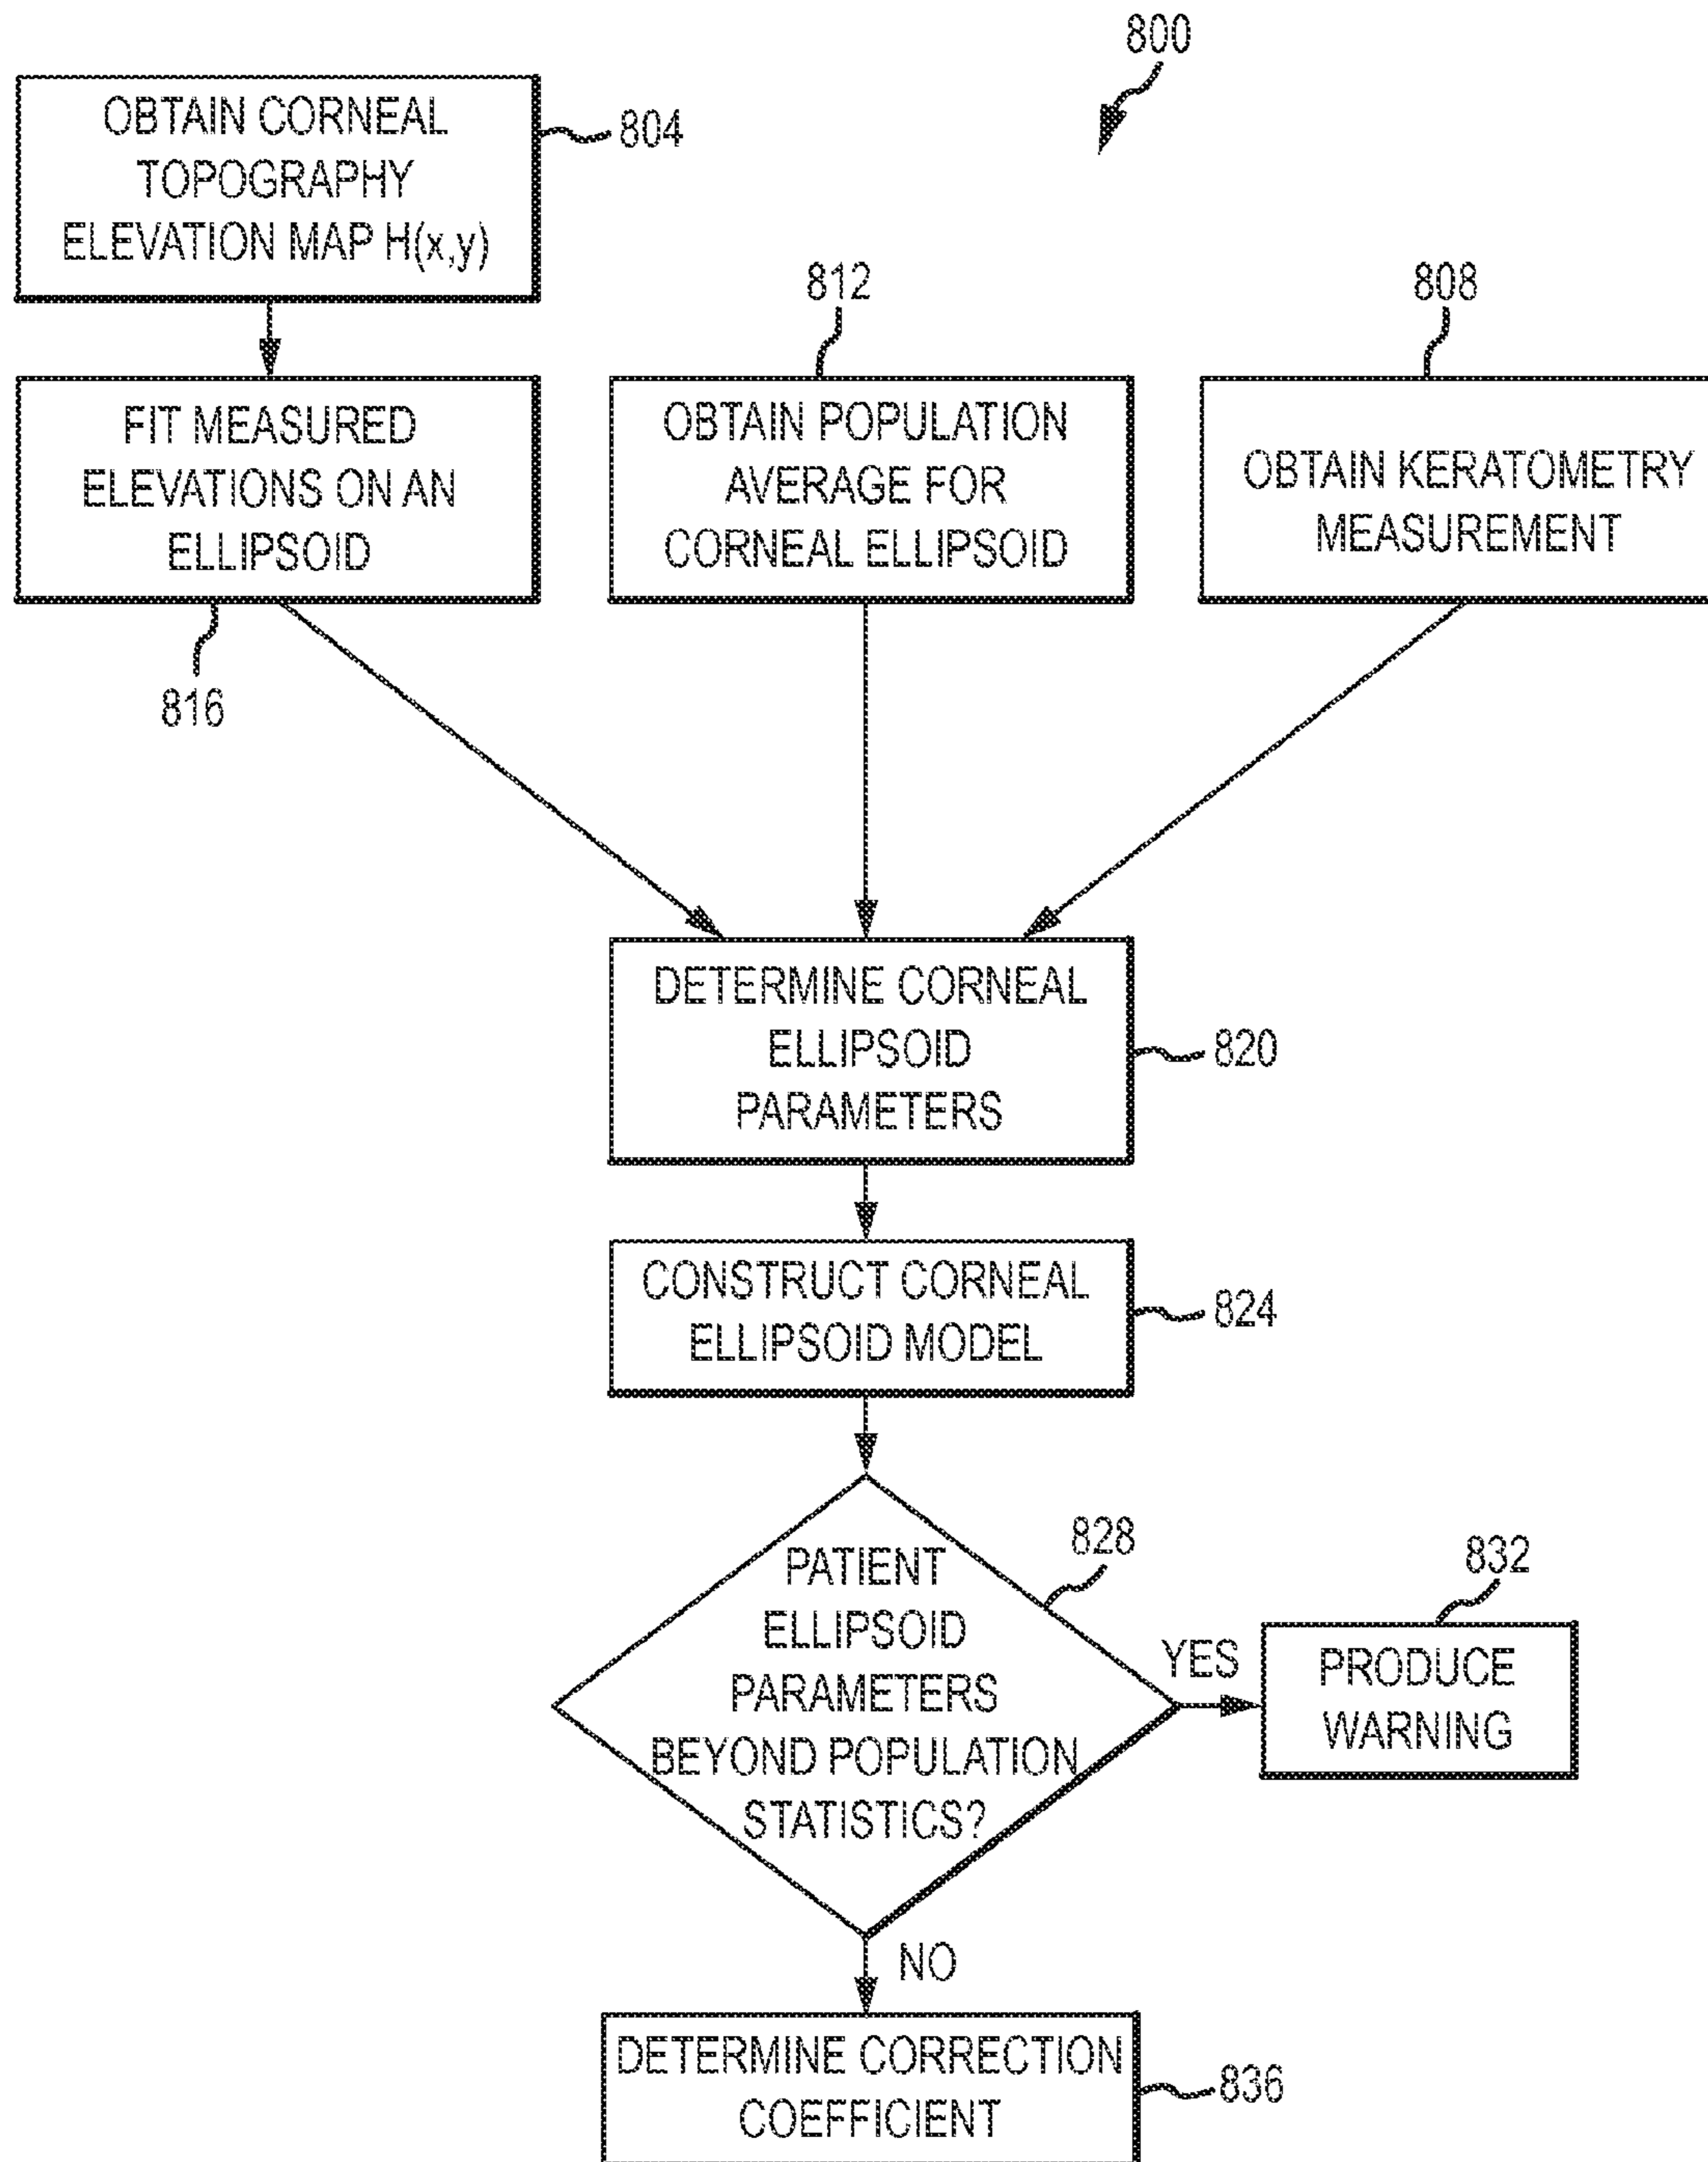 800
OBTAIN CORNEAL
TOPOGRAPHY
ELEVATION MAP H(x,y)
804
FIT MEASURED
ELEVATIONS ON AN
ELLIPSOID
816
812
OBTAIN POPULATION
AVERAGE FOR
CORNEAL ELLIPSOID
808
OBTAIN KERATOMETRY
MEASUREMENT
DETERMINE CORNEAL
ELLIPSOID
PARAMETERS
820
CONSTRUCT CORNEAL
ELLIPSOID MODEL
824
PATIENT
ELLIPSOID
PARAMETERS
BEYOND POPULATION
STATISTICS?
828
YES
832
PRODUCE
WARNING
NO
DETERMINE CORRECTION
COEFFICIENT
836